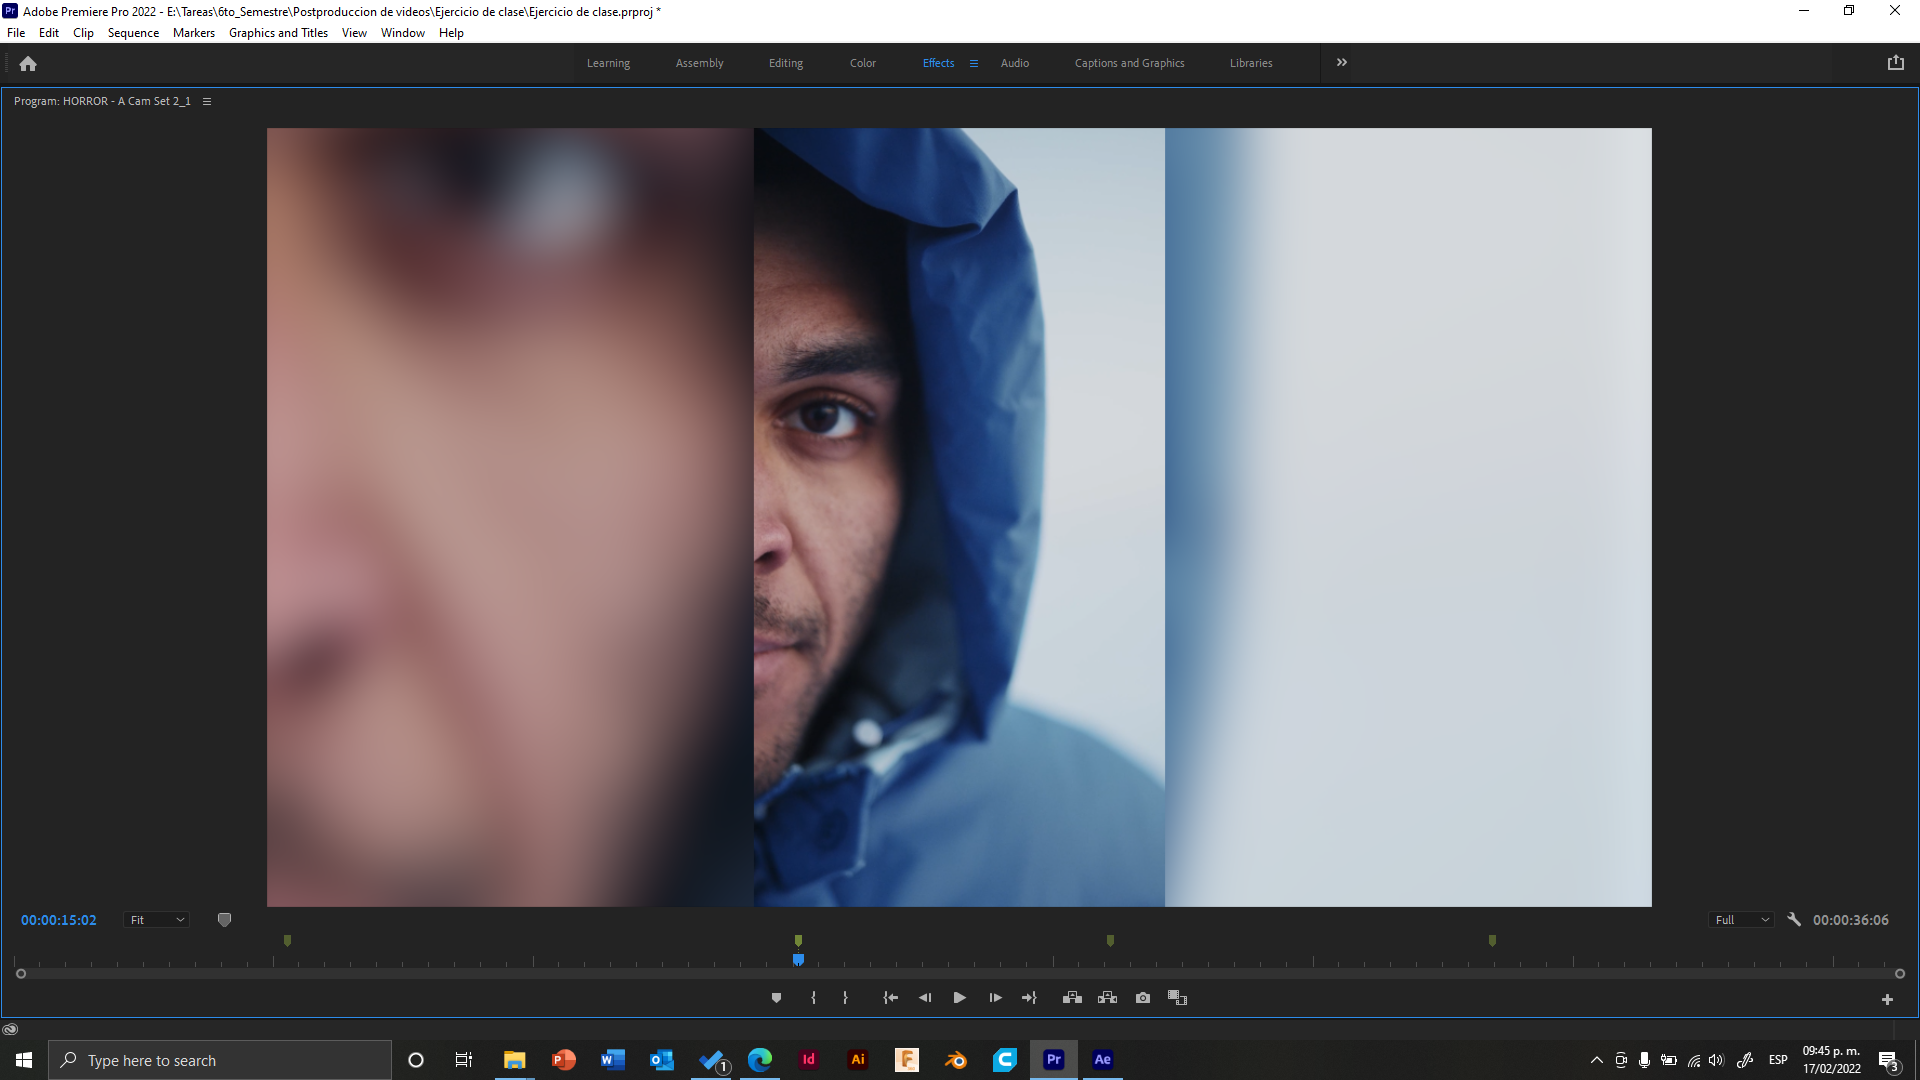 Pr Adobe Premiere Pro 2022 - E:\Tareas\6to_Semestre\Postproduccion de videos\Ejercicio de clase\Ejercicio de clase.prproj *
File Edit Clip Sequence Markers Graphics and Titles View Window Help
Learning Assembly Editing Color Effects Audio Captions and Graphics Libraries
Program: HORROR - A Cam Set 2_1
00:00:15:02 Fit Full 00:00:36:06
Type here to search
1
Id Ai F Pr Ae
ESP
09:45 p. m.
17/02/2022
3